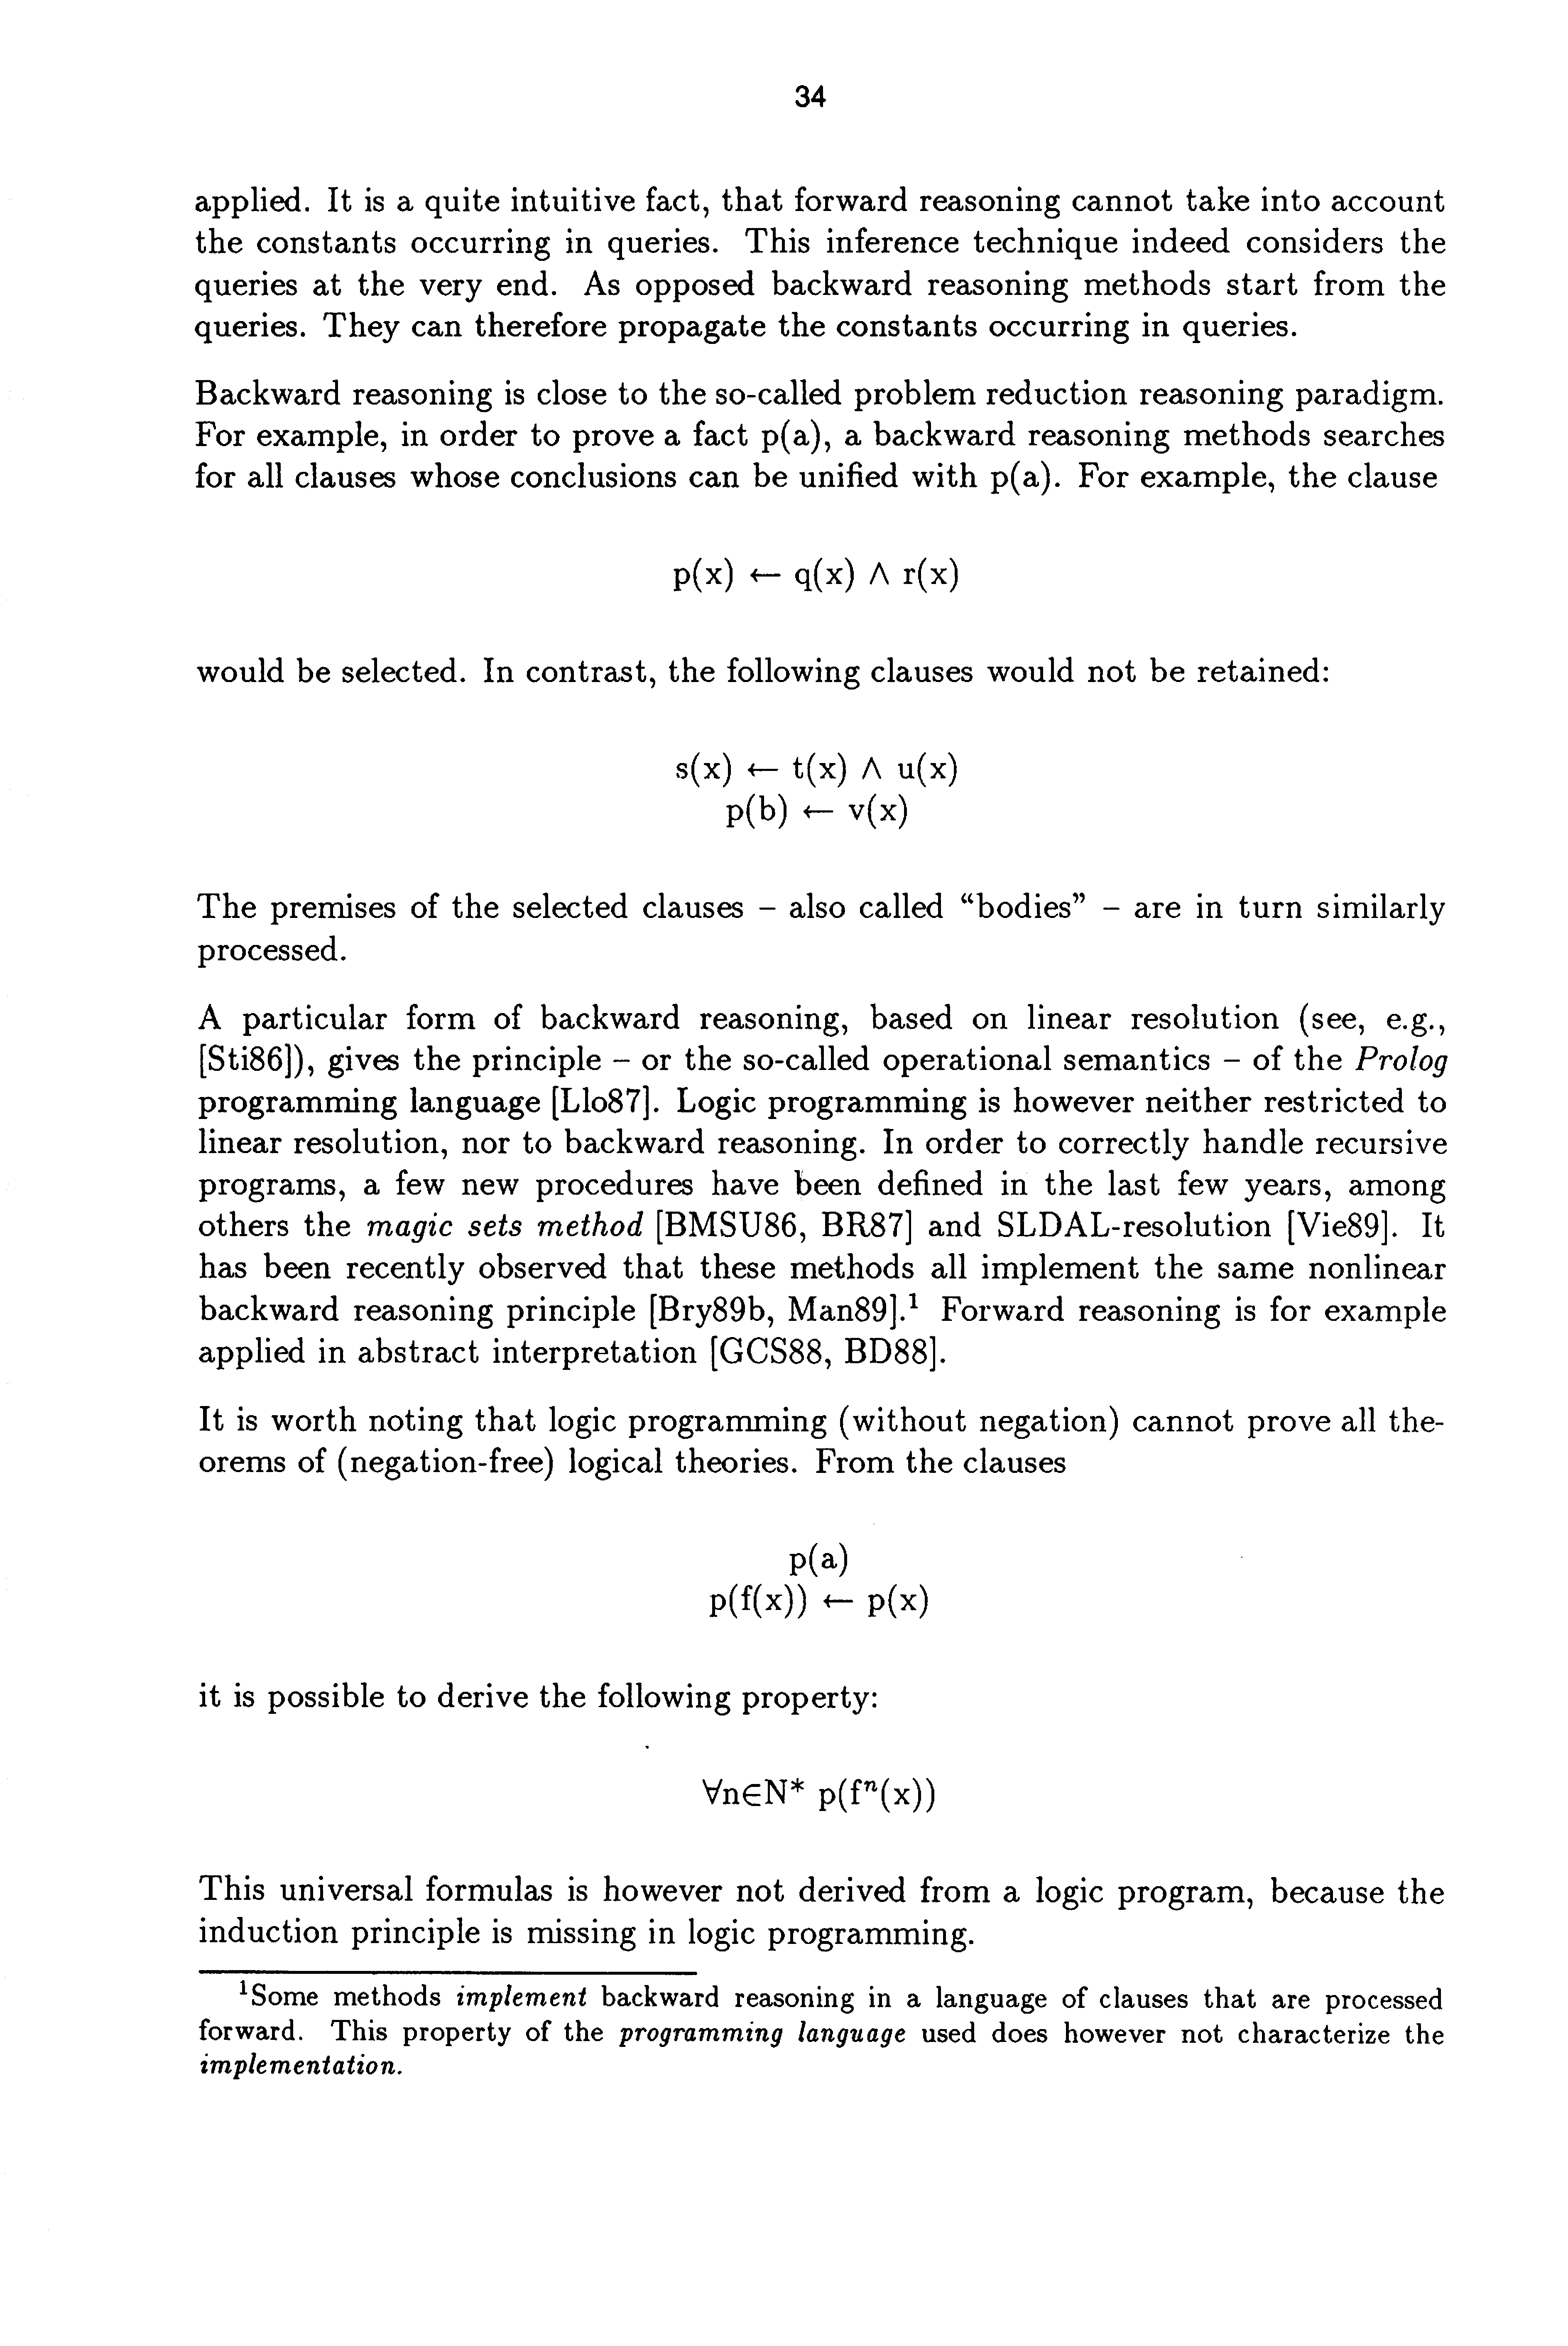 34
applied. It is a quite intuitive fact, that forward reasoning cannot take into account
the constants occurring in queries. This inference technique indeed considers the
queries at the very end. As opposed backward reasoning methods start from the
queries. They can therefore propagate the constants occurring in queries.
Backward reasoning is close to the so-called problem reduction reasoning paradigm.
For example, in order to prove a fact p(a), a backward reasoning methods searches
for all clauses whose conclusions can be unified with p(a). For example, the clause
p(x) ← q(x) ∧ r(x)
would be selected. In contrast, the following clauses would not be retained:
s(x) ← t(x) ∧ u(x)
p(b) ← v(x)
The premises of the selected clauses – also called “bodies” – are in turn similarly
processed.
A particular form of backward reasoning, based on linear resolution (see, e.g.,
[Sti86]), gives the principle – or the so-called operational semantics – of the Prolog
programming language [Llo87]. Logic programming is however neither restricted to
linear resolution, nor to backward reasoning. In order to correctly handle recursive
programs, a few new procedures have been defined in the last few years, among
others the magic sets method [BMSU86, BR87] and SLDAL-resolution [Vie89]. It
has been recently observed that these methods all implement the same nonlinear
backward reasoning principle [Bry89b, Man89].¹ Forward reasoning is for example
applied in abstract interpretation [GCS88, BD88].
It is worth noting that logic programming (without negation) cannot prove all the-
orems of (negation-free) logical theories. From the clauses
p(a)
p(f(x)) ← p(x)
it is possible to derive the following property:
∀n∈N* p(fⁿ(x))
This universal formulas is however not derived from a logic program, because the
induction principle is missing in logic programming.
¹Some methods implement backward reasoning in a language of clauses that are processed
forward. This property of the programming language used does however not characterize the
implementation.